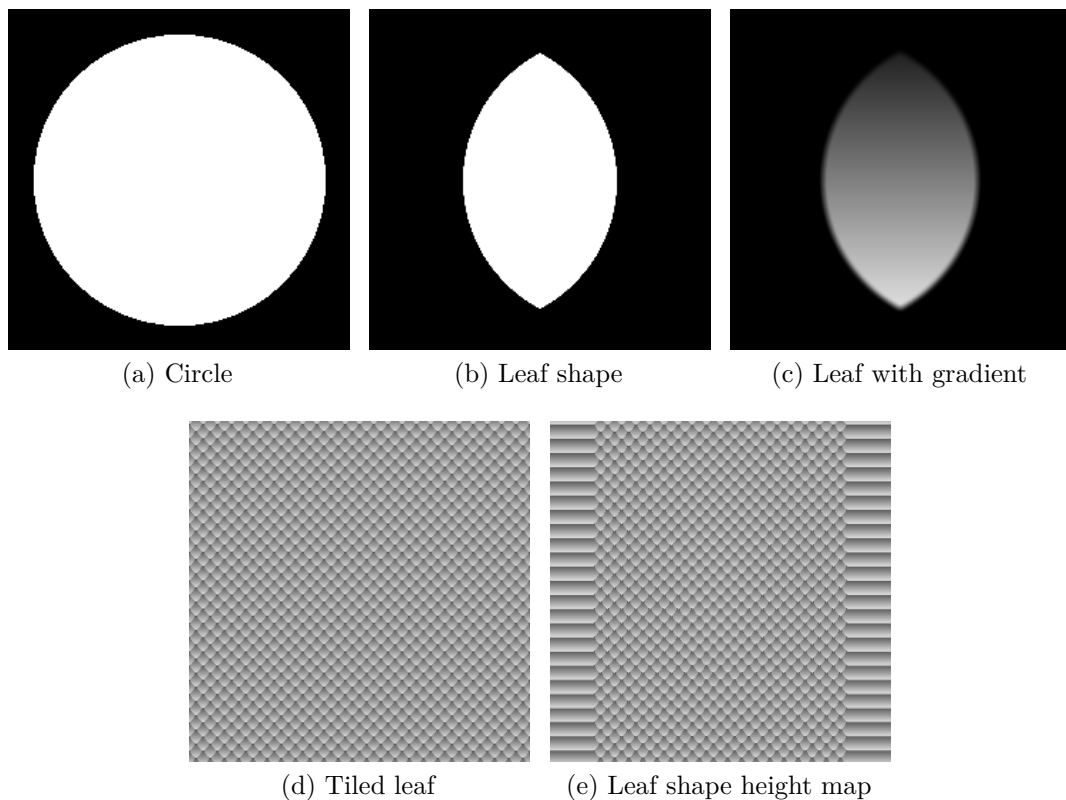 (a) Circle
(b) Leaf shape
(c) Leaf with gradient
(d) Tiled leaf
(e) Leaf shape height map